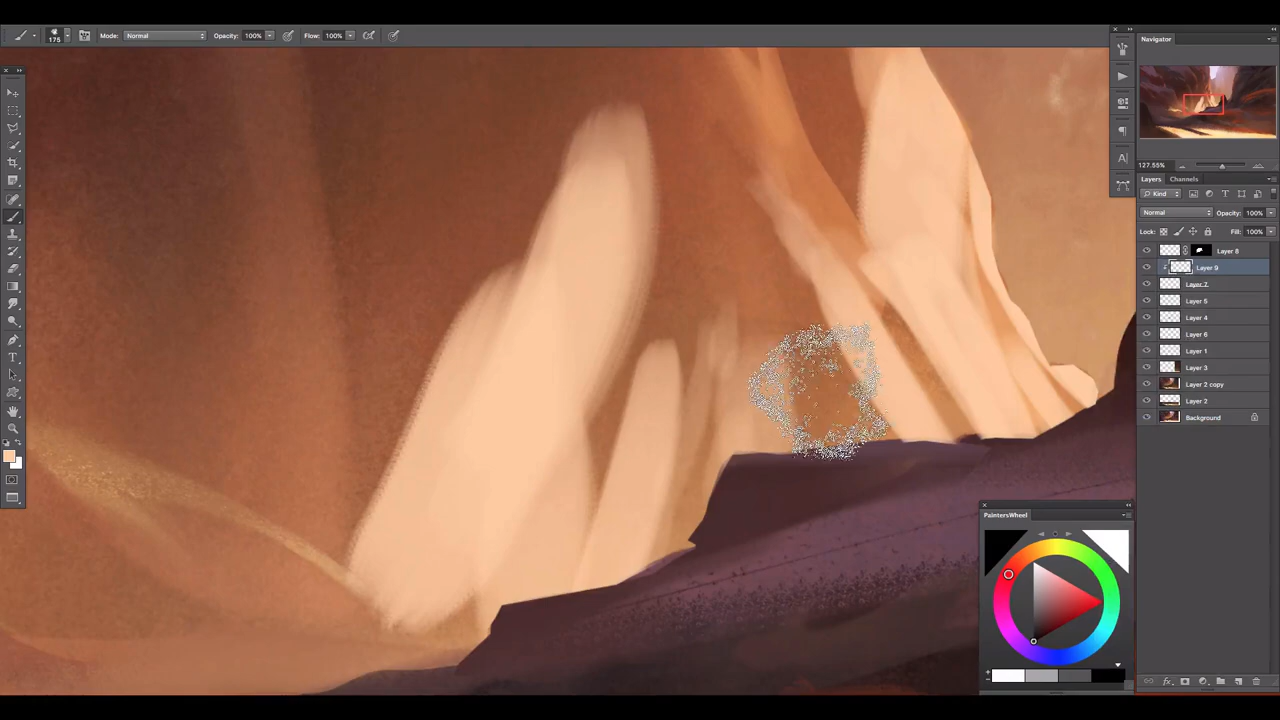 175 Mode: Normal Opacity: 100% Flow: 100%
Navigator
127.55%
Layers Channels
Kind
Normal Opacity: 100%
Lock: Fill: 100%
Layer 8
Layer 9
Layer 7
Layer 5
Layer 4
Layer 6
Layer 1
Layer 3
Layer 2 copy
Layer 2
Background
PaintersWheel